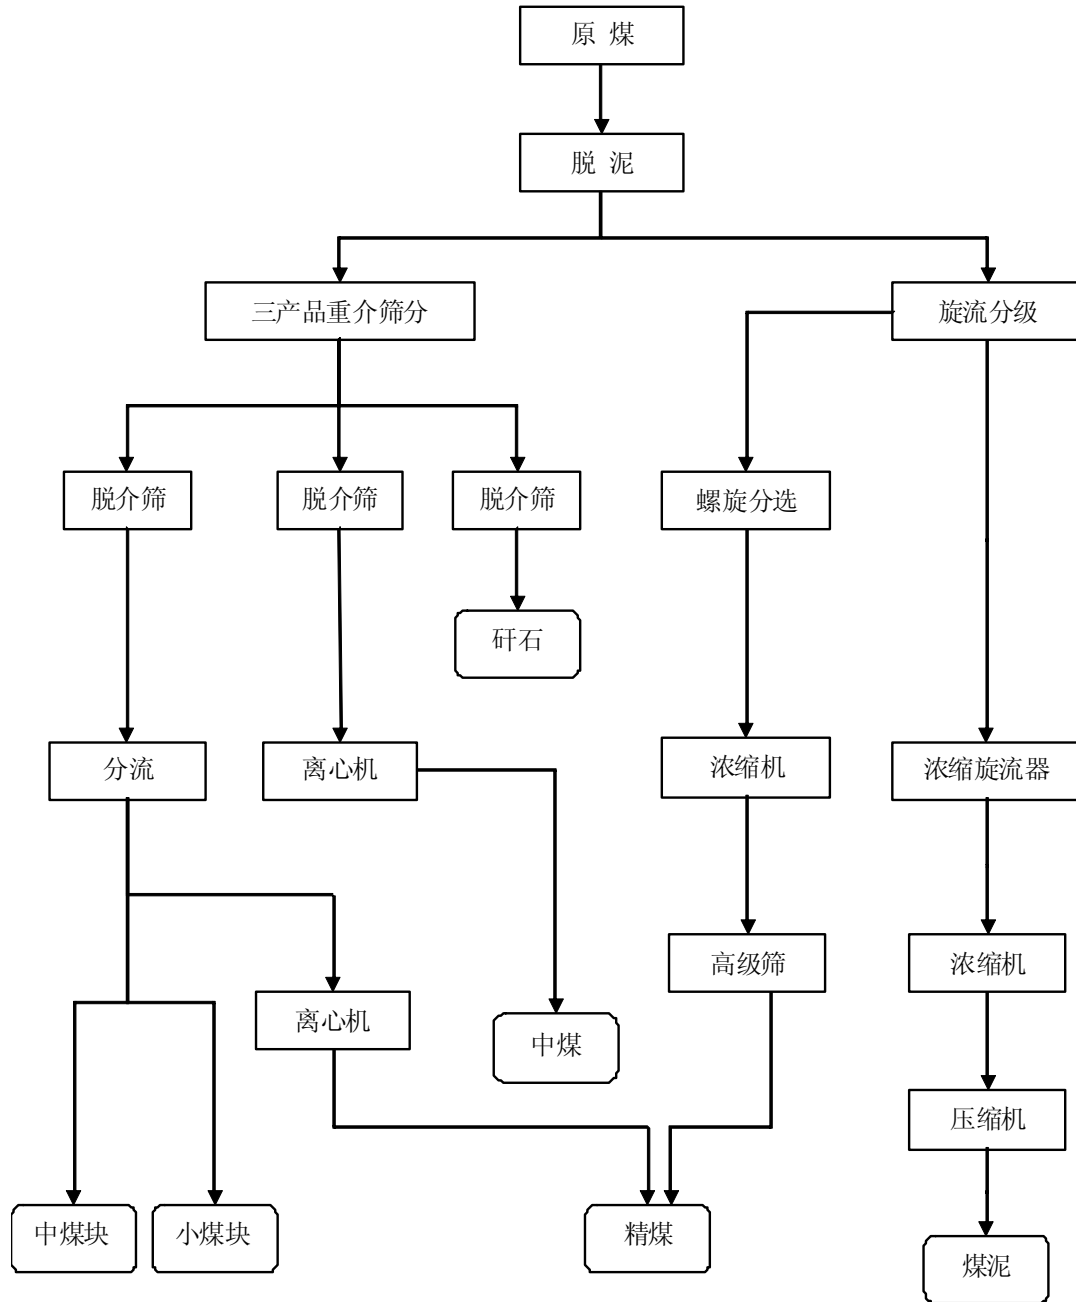 原 煤
脱 泥
三产品重介筛分
旋流分级
脱介筛
脱介筛
脱介筛
螺旋分选
矸石
分流
离心机
浓缩机
浓缩旋流器
高级筛
浓缩机
离心机
中煤
压缩机
中煤块
小煤块
精煤
煤泥